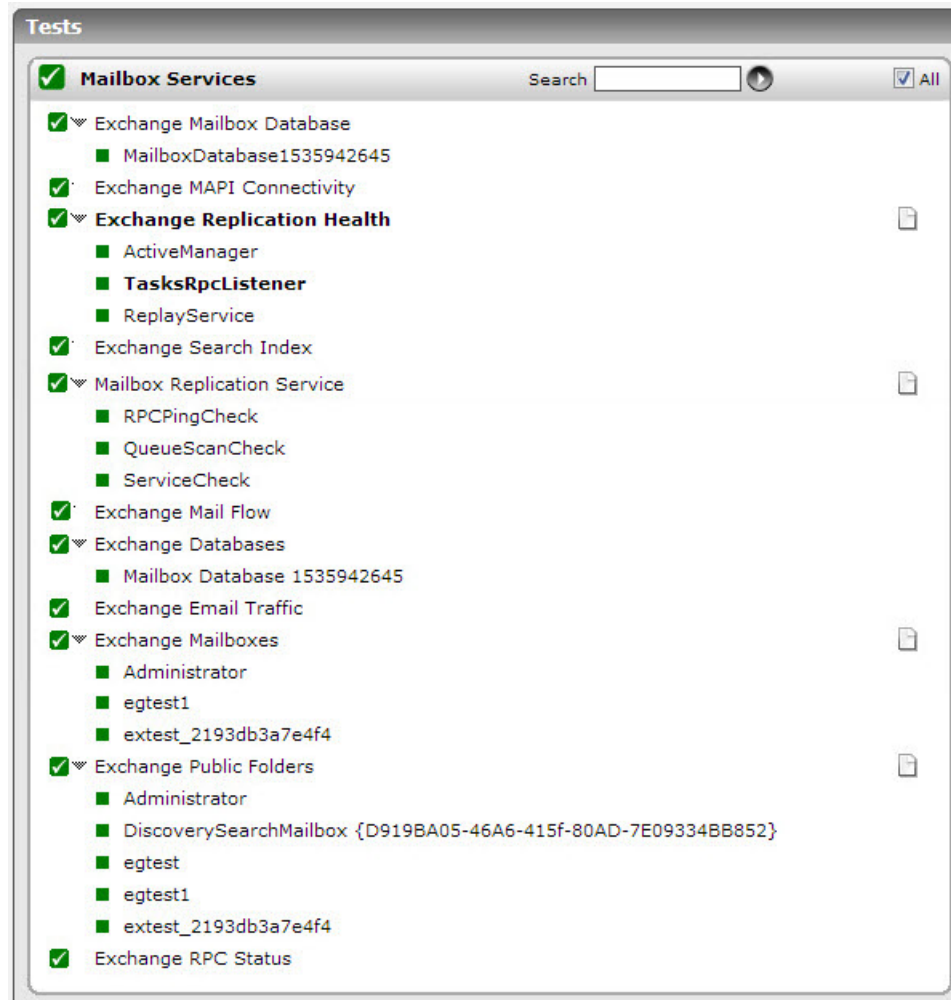 Tests
Mailbox Services Search All
Exchange Mailbox Database
MailboxDatabase1535942645
Exchange MAPI Connectivity
Exchange Replication Health
ActiveManager
TasksRpcListener
ReplayService
Exchange Search Index
Mailbox Replication Service
RPCPingCheck
QueueScanCheck
ServiceCheck
Exchange Mail Flow
Exchange Databases
Mailbox Database 1535942645
Exchange Email Traffic
Exchange Mailboxes
Administrator
egtest1
extest_2193db3a7e4f4
Exchange Public Folders
Administrator
DiscoverySearchMailbox {D919BA05-46A6-415f-80AD-7E09334BB852}
egtest
egtest1
extest_2193db3a7e4f4
Exchange RPC Status